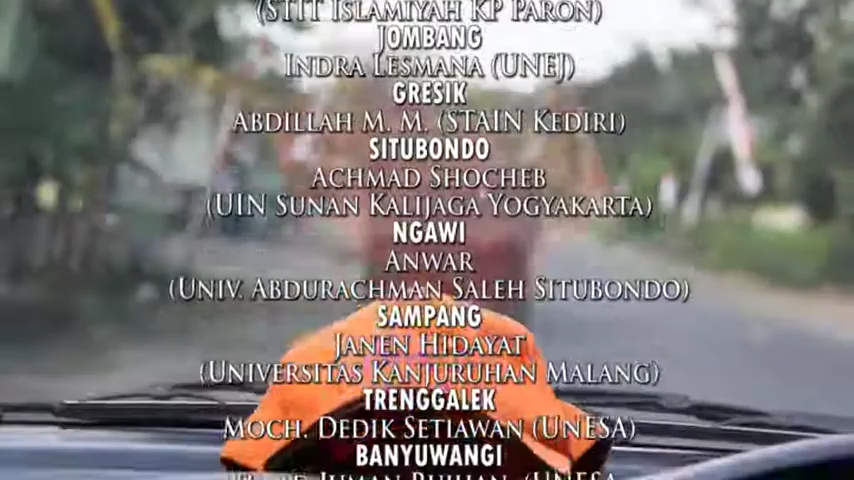 (STIT Islamiyah KP Paron)
JOMBANG
Indra Lesmana (UNEJ)
GRESIK
Abdillah M. M. (STAIN Kediri)
SITUBONDO
Achmad Shocheb
(UIN Sunan Kalijaga Yogyakarta)
NGAWI
Anwar
(Univ. Abdurachman Saleh Situbondo)
SAMPANG
Janen Hidayat
(Universitas Kanjuruhan Malang)
TRENGGALEK
Moch. Dedik Setiawan (UNESA)
BANYUWANGI
(UNESA